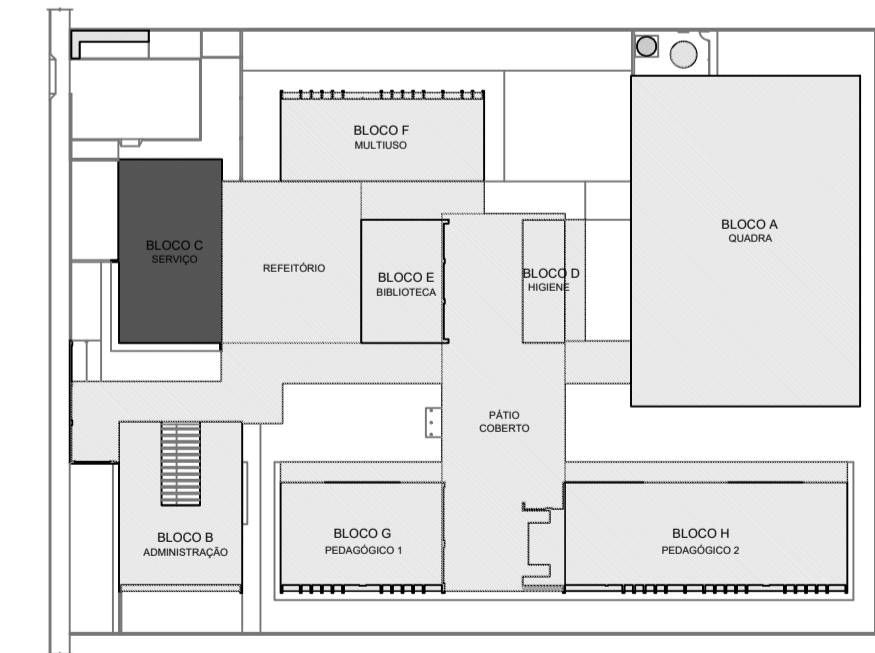 BLOCO F
MULTIUSO
BLOCO A
QUADRA
BLOCO C
SERVIÇO
REFEITÓRIO
BLOCO E
BIBLIOTECA
BLOCO D
HIGIENE
PÁTIO
COBERTO
BLOCO B
ADMINISTRAÇÃO
BLOCO G
PEDAGÓGICO 1
BLOCO H
PEDAGÓGICO 2